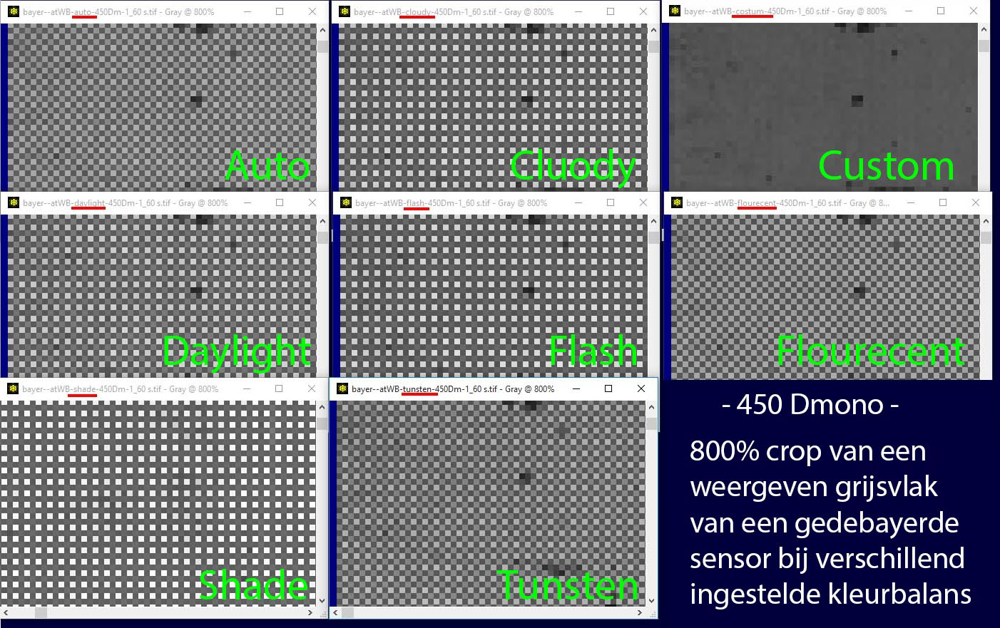 bayer--atWB-auto-450Dm-1_60 s.tif - Gray @ 800%
bayer--atWB-cloudy-450Dm-1_60 s.tif - Gray @ 800%
bayer--atWB-costum-450Dm-1_60 s.tif - Gray @ 800%
Auto
Cluody
Custom
bayer--atWB-daylight-450Dm-1_60 s.tif - Gray @ 800%
bayer--atWB-flash-450Dm-1_60 s.tif - Gray @ 800%
bayer--atWB-flourecent-450Dm-1_60 s.tif - Gray @ 8...
Daylight
Flash
Flourecent
bayer--atWB-shade-450Dm-1_60 s.tif - Gray @ 800%
bayer--atWB-tunsten-450Dm-1_60 s.tif - Gray @ 800%
Shade
Tunsten
- 450 Dmono -
800% crop van een
weergeven grijsvlak
van een gedebayerde
sensor bij verschillend
ingestelde kleurbalans